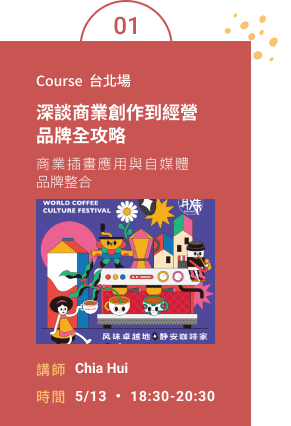 01
Course 台北場
深談商業創作到經營
品牌全攻略
商業插畫應用與自媒體
品牌整合
WORLD COFFEE
CULTURE FESTIVAL
风味卓越地·静安咖啡家
講師 Chia Hui
時間 5/13 • 18:30-20:30